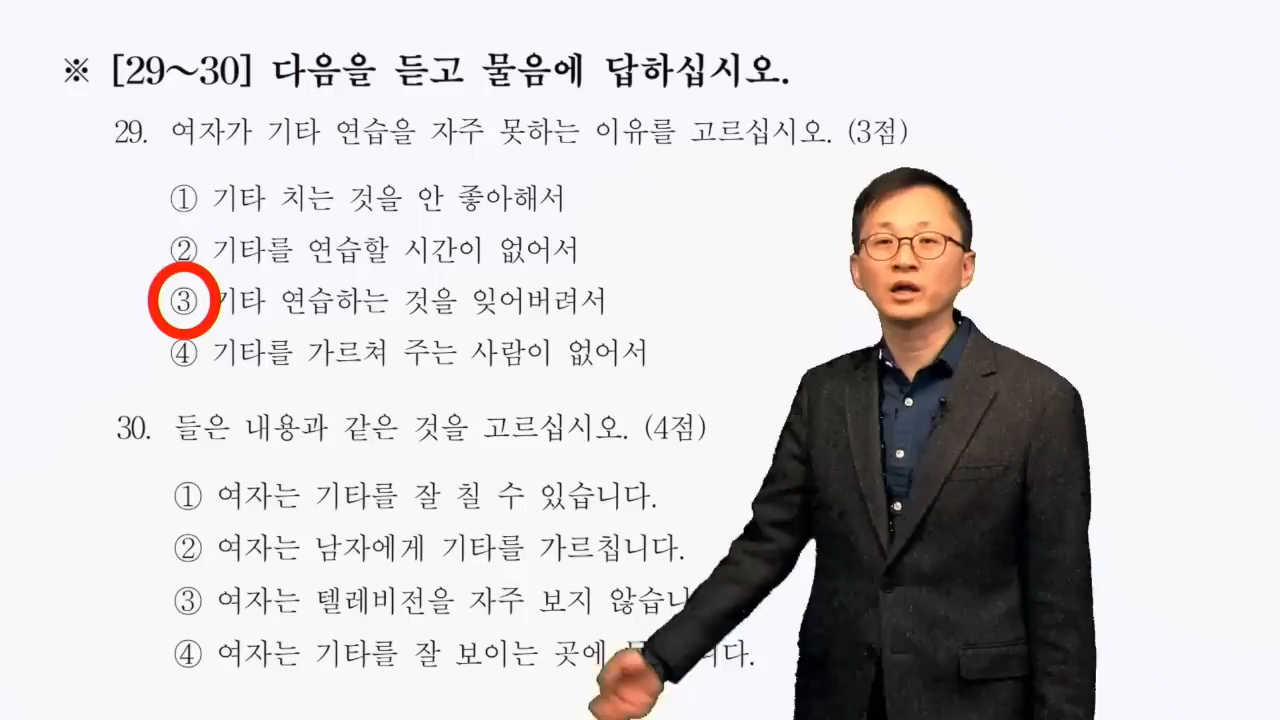 ※ [29～30] 다음을 듣고 물음에 답하십시오.
29. 여자가 기타 연습을 자주 못하는 이유를 고르십시오. (3점)
① 기타 치는 것을 안 좋아해서
② 기타를 연습할 시간이 없어서
③ 기타 연습하는 것을 잊어버려서
④ 기타를 가르쳐 주는 사람이 없어서
30. 들은 내용과 같은 것을 고르십시오. (4점)
① 여자는 기타를 잘 칠 수 있습니다.
② 여자는 남자에게 기타를 가르칩니다.
③ 여자는 텔레비전을 자주 보지
④ 여자는 기타를 잘 보이는 곳에